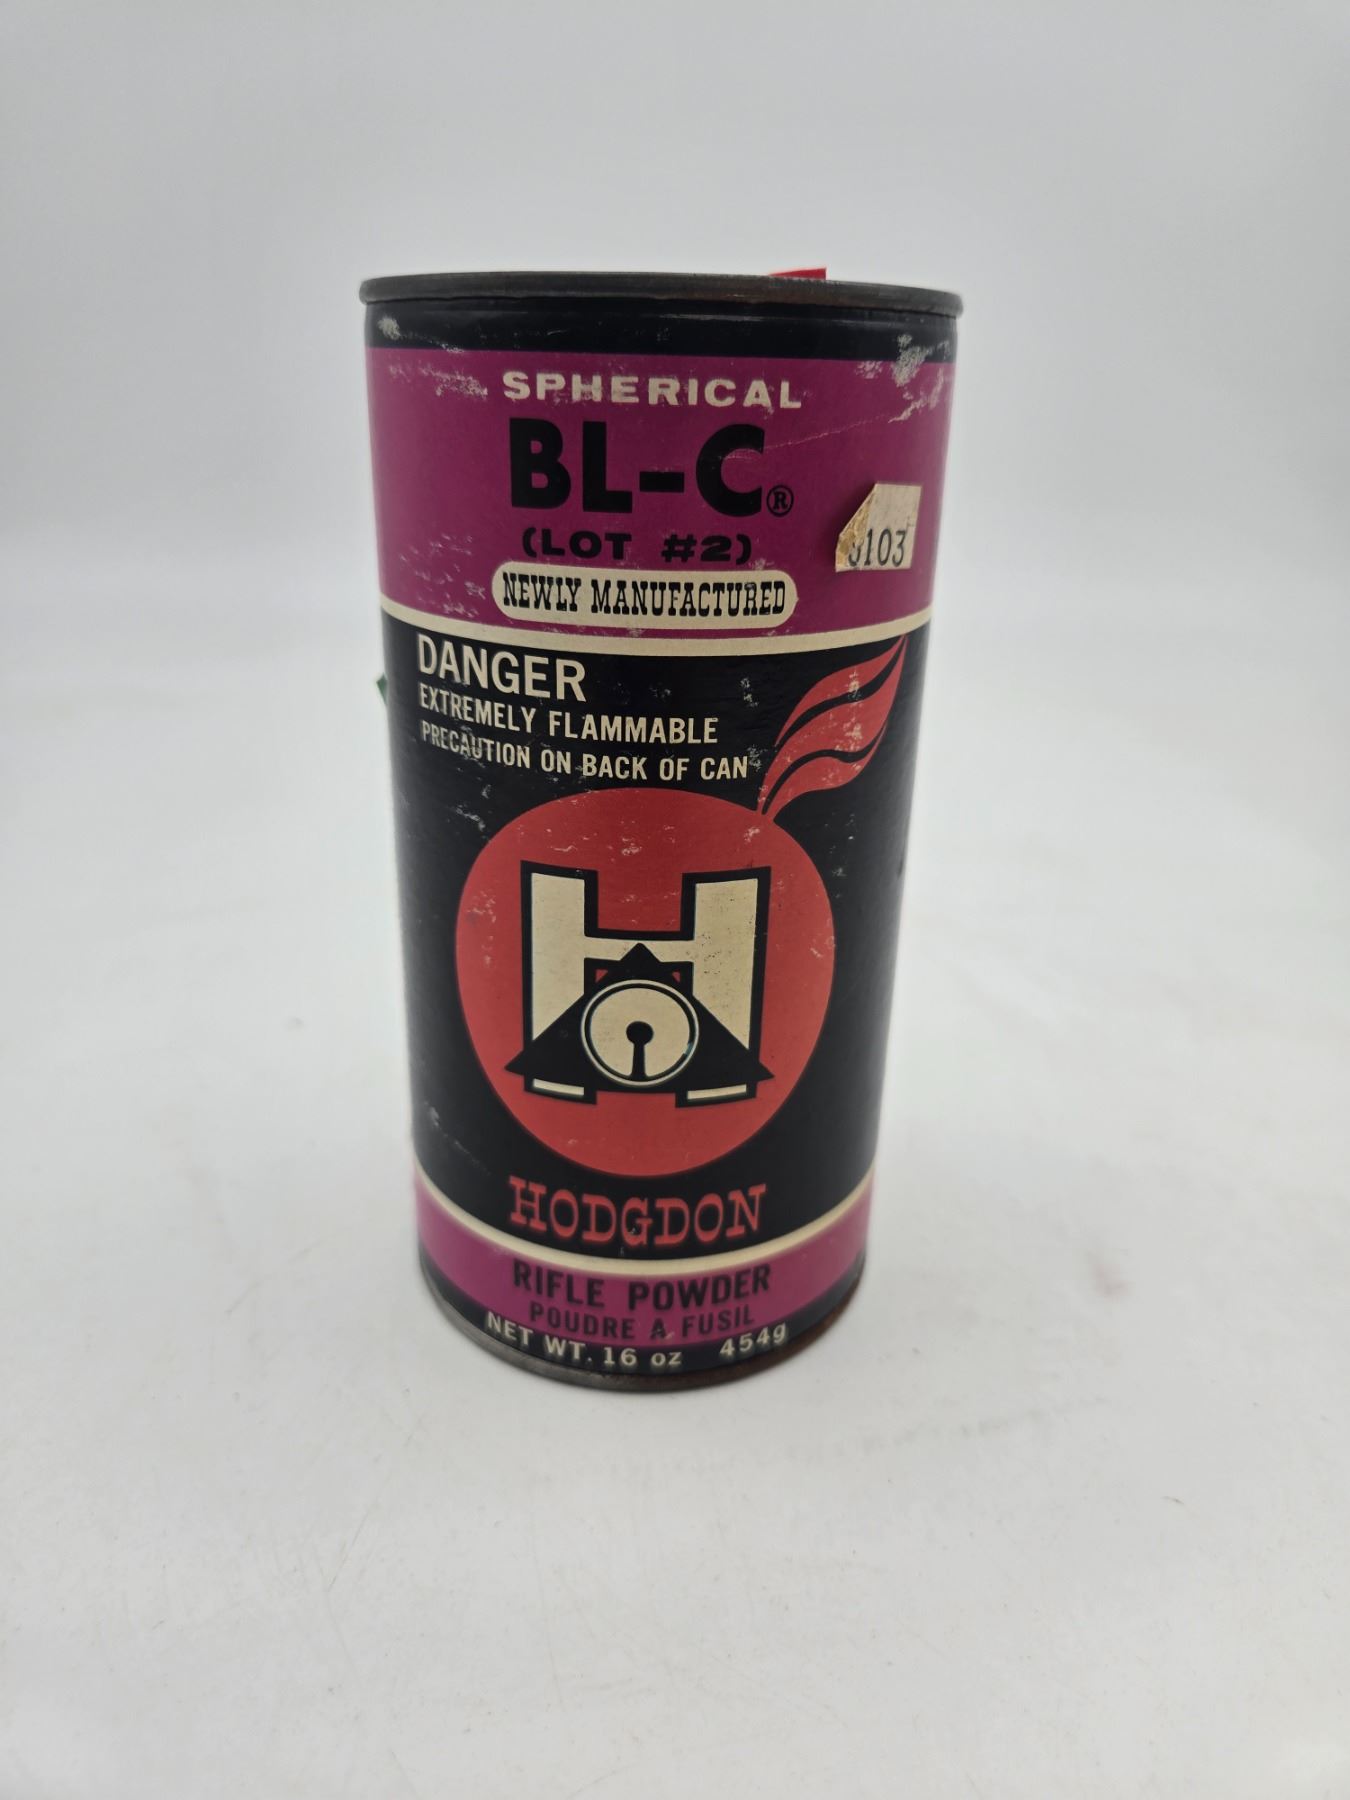 SPHERICAL
BL-C®
(LOT #2)
103
NEWLY MANUFACTURED
DANGER
EXTREMELY FLAMMABLE
PRECAUTION ON BACK OF CAN
H
HODGDON
RIFLE POWDER
POUDRE A FUSIL
NET WT. 16 oz 454g